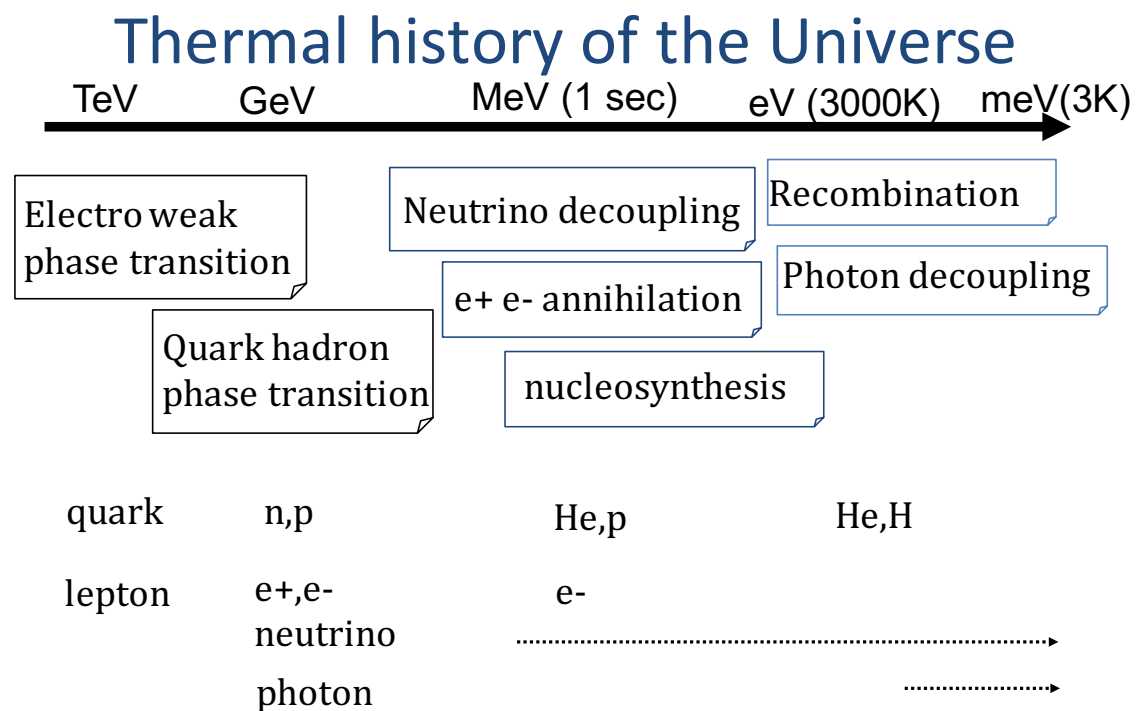 Thermal history of the Universe
TeV GeV MeV (1 sec) eV (3000K) meV(3K)
Electro weak
phase transition
Quark hadron
phase transition
Neutrino decoupling
e+ e- annihilation
nucleosynthesis
Recombination
Photon decoupling
quark n,p He,p He,H
lepton e+,e- e-
neutrino
photon